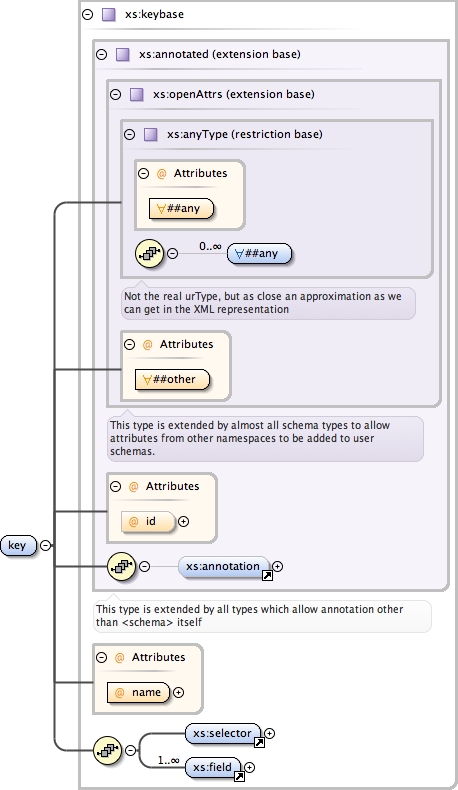 xs:keybase
xs:annotated (extension base)
xs:openAttrs (extension base)
xs:anyType (restriction base)
@ Attributes
∀##any
0..∞
∀##any
Not the real urType, but as close an approximation as we
can get in the XML representation
@ Attributes
∀##other
This type is extended by almost all schema types to allow
attributes from other namespaces to be added to user
schemas.
@ Attributes
@ id
key
xs:annotation
This type is extended by all types which allow annotation other
than <schema> itself
@ Attributes
@ name
xs:selector
1..∞
xs:field